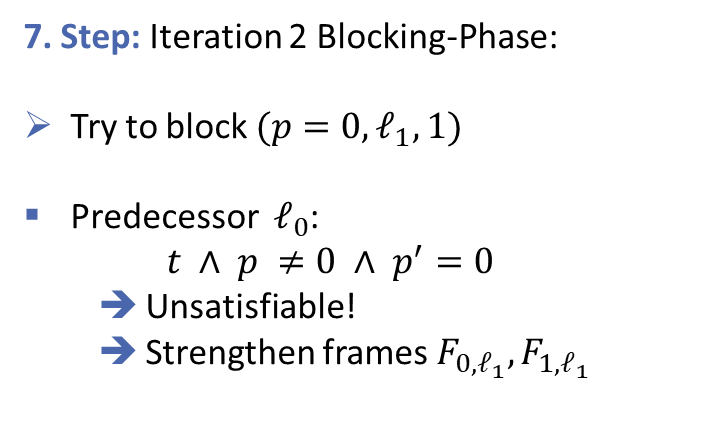 7. Step: Iteration 2 Blocking-Phase:
➢ Try to block (p = 0, ℓ₁, 1)
▪ Predecessor ℓ₀:
t ∧ p ≠ 0 ∧ p′ = 0
➔ Unsatisfiable!
➔ Strengthen frames F₀,ℓ₁, F₁,ℓ₁